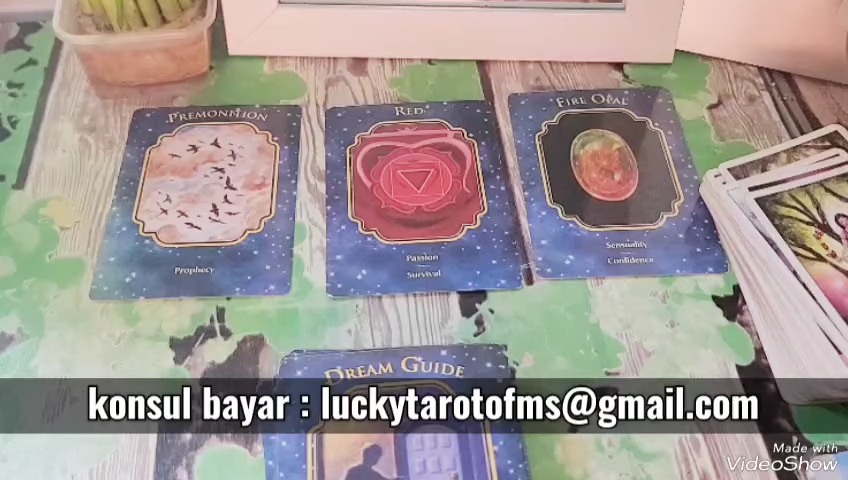 PREMONITION
RED
FIRE OPAL
Prophecy
Passion
Survival
Sensuality
Confidence
DREAM GUIDE
konsul bayar : luckytarotofms@gmail.com
Made with
VideoShow